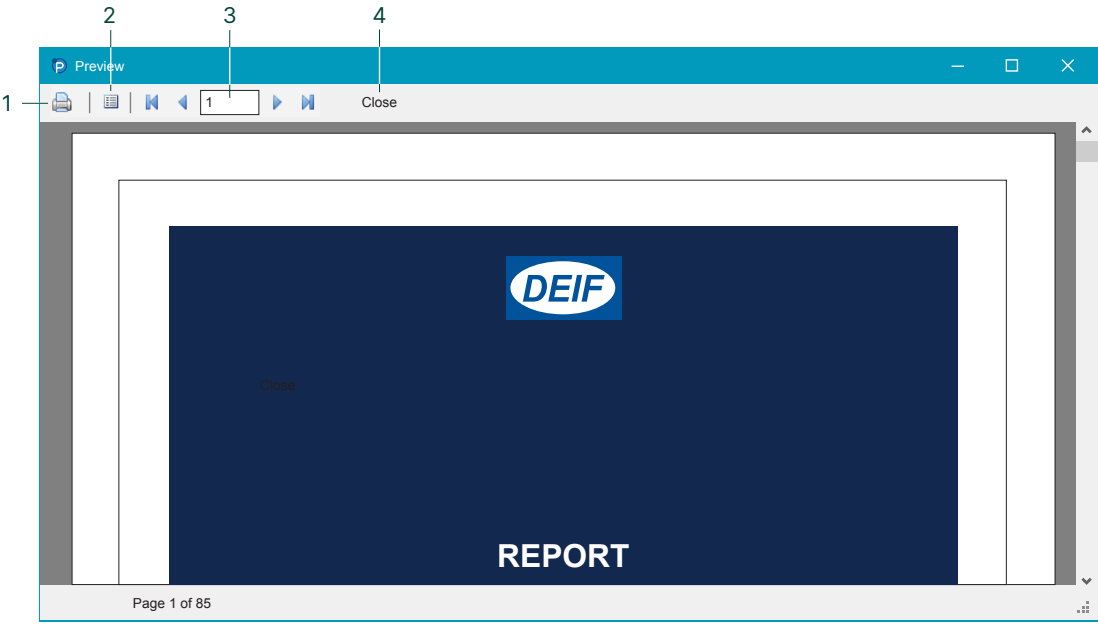 2 3 4
Preview
1
1 Close
DEIF
Close
REPORT
Page 1 of 85